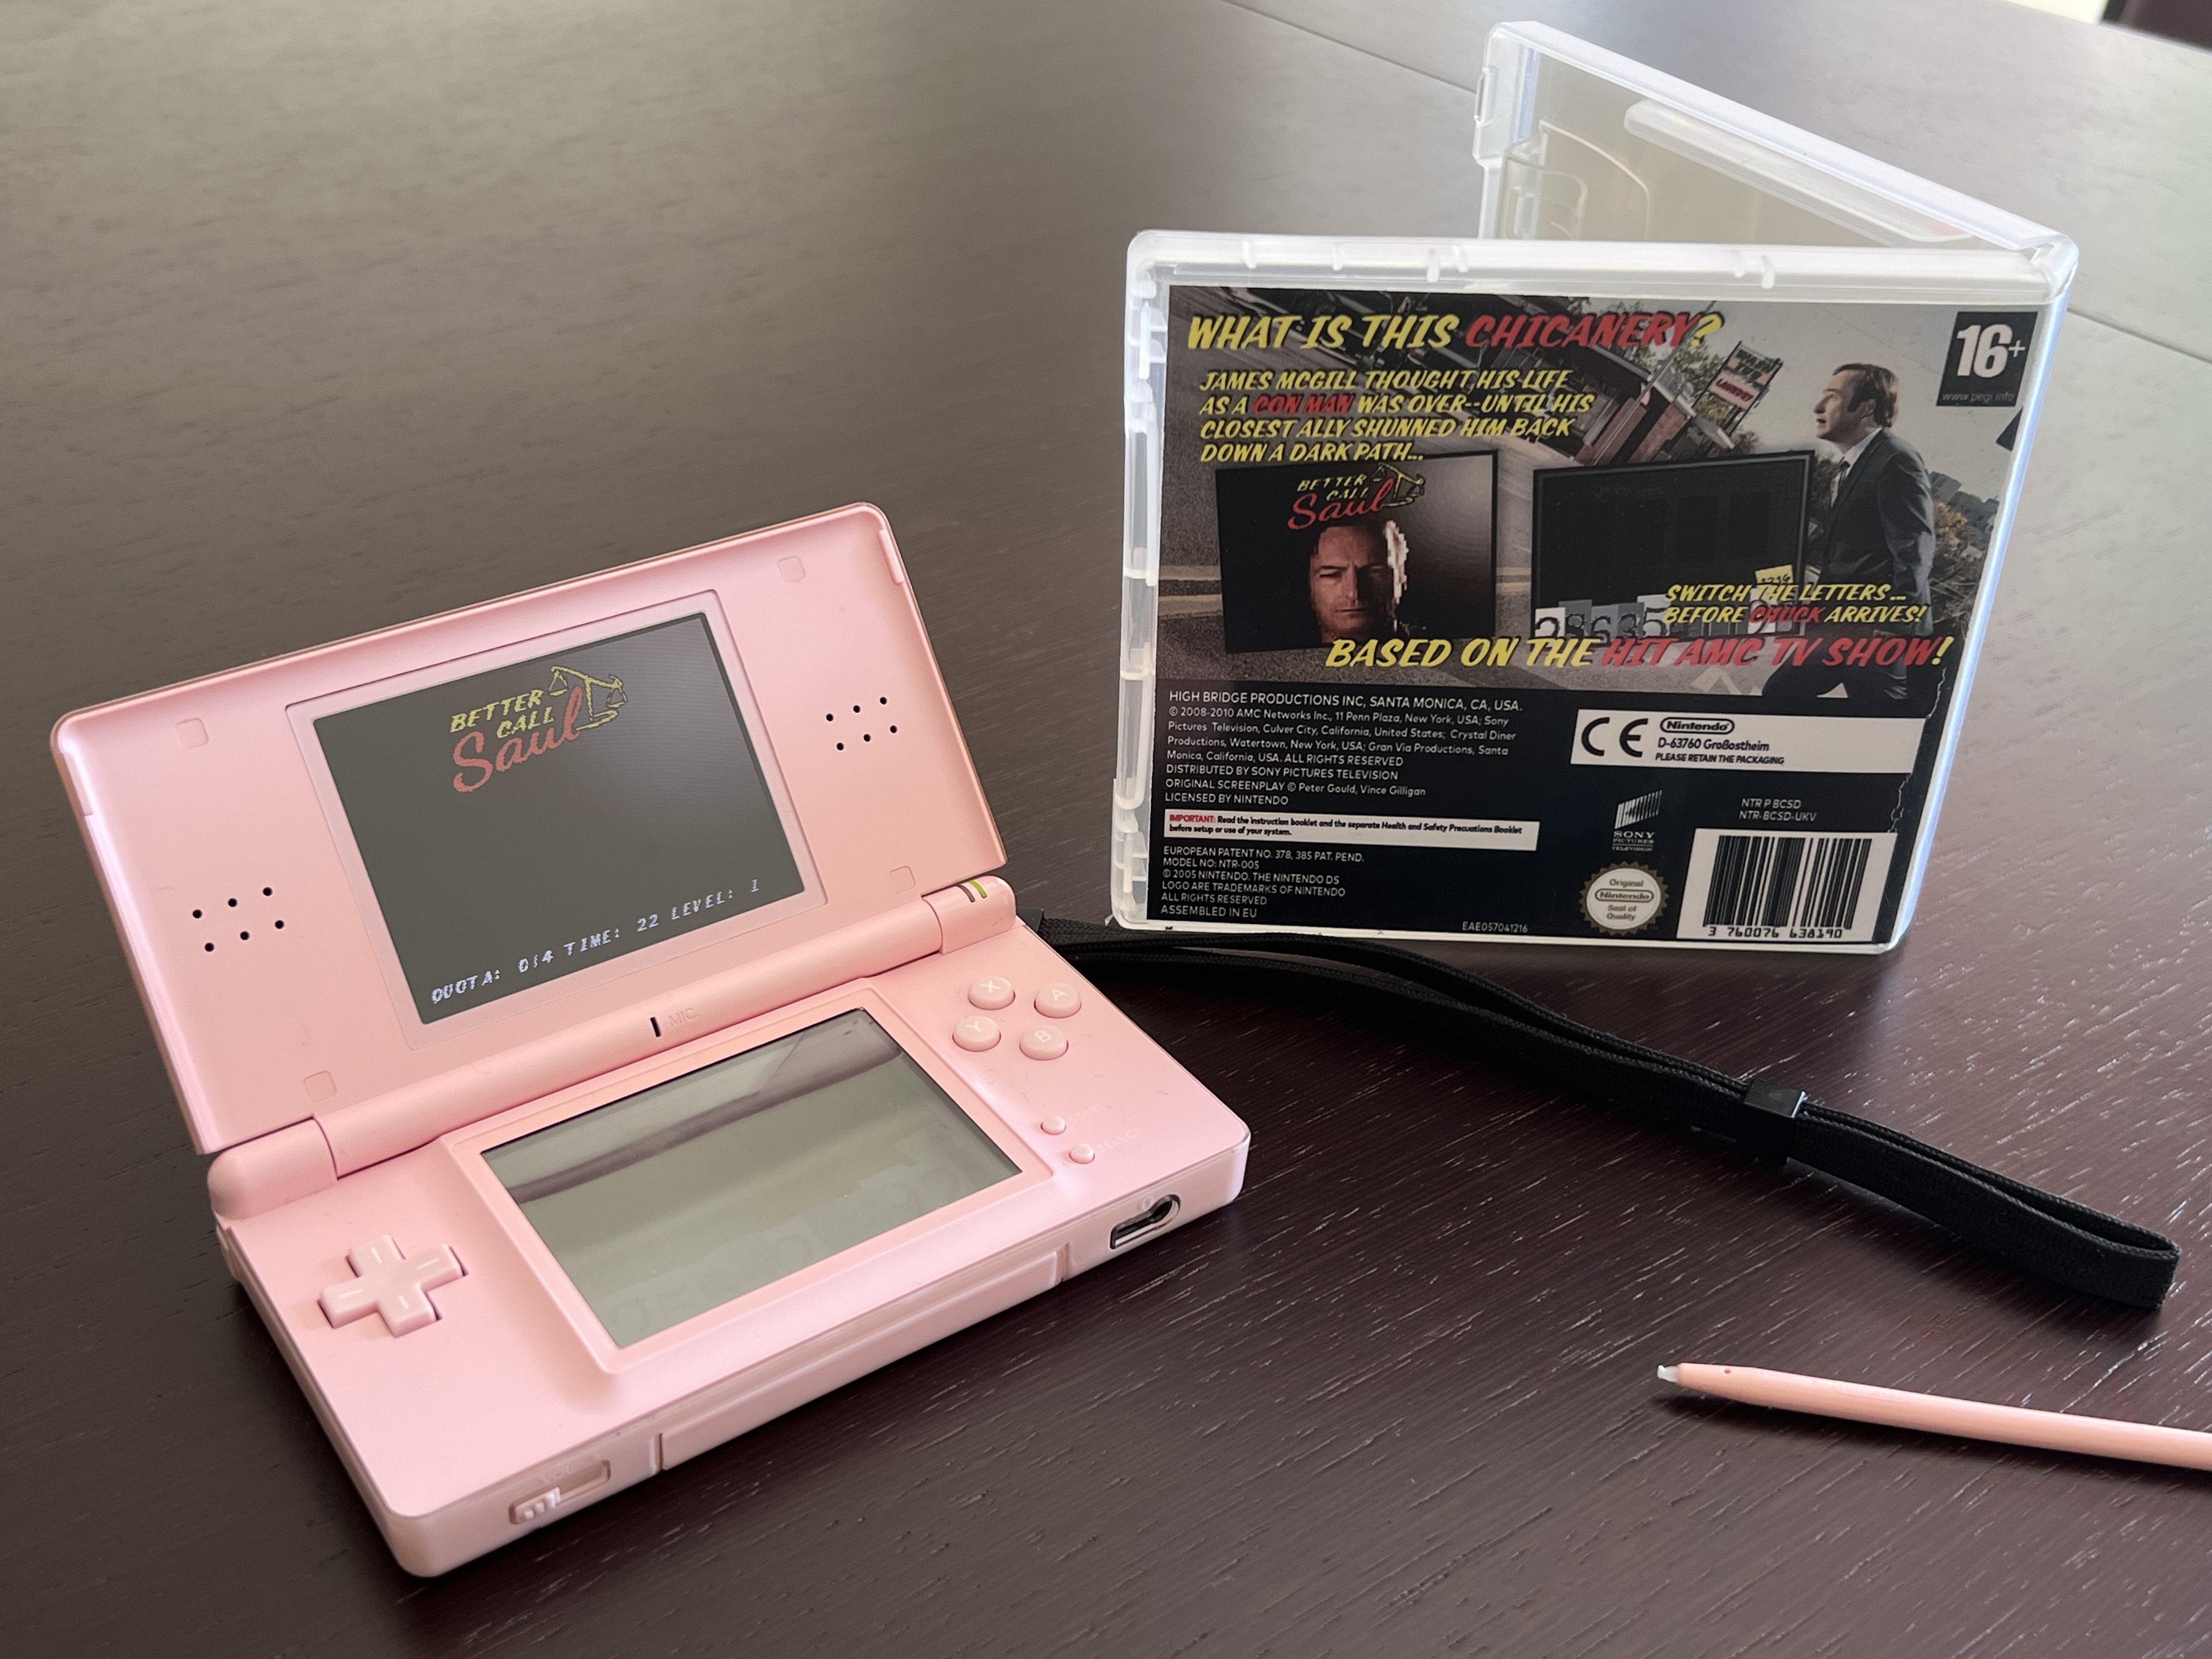 BETTER
CALL
Saul
QUOTA: 0/4 TIME: 22 LEVEL: 1
MIC.
X
A
Y
B
SELECT
WHAT IS THIS CHICANERY?
JAMES MCGILL THOUGHT HIS LIFE
AS A CON MAN WAS OVER--UNTIL HIS
CLOSEST ALLY SHUNNED HIM BACK
DOWN A DARK PATH...
16+
www.pegi.info
LAUNDRY
BETTER
CALL
Saul
SWITCH THE LETTERS...
BEFORE CHUCK ARRIVES!
BASED ON THE HIT AMC TV SHOW!
HIGH BRIDGE PRODUCTIONS INC, SANTA MONICA, CA, USA.
© 2008-2010 AMC Networks Inc., 11 Penn Plaza, New York, USA; Sony
Pictures Television, Culver City, California, United States; Crystal Diner
Productions, Watertown, New York, USA; Gran Via Productions, Santa
Monica, California, USA. ALL RIGHTS RESERVED
DISTRIBUTED BY SONY PICTURES TELEVISION
ORIGINAL SCREENPLAY © Peter Gould, Vince Gilligan
LICENSED BY NINTENDO
IMPORTANT: Read the instruction booklet and the separate Health and Safety Precuations Booklet
before setup or use of your system.
EUROPEAN PATENT NO. 378, 385 PAT. PEND.
MODEL NO: NTR-005
© 2005 NINTENDO. THE NINTENDO DS
LOGO ARE TRADEMARKS OF NINTENDO
ALL RIGHTS RESERVED
ASSEMBLED IN EU
CE
Nintendo
D-63760 Großostheim
PLEASE RETAIN THE PACKAGING
SONY
PICTURES
TELEVISION
NTR P BCSD
NTR-BCSD-UKV
Original
Nintendo
Seal of
Quality
EAE057041216
3 760076 638190